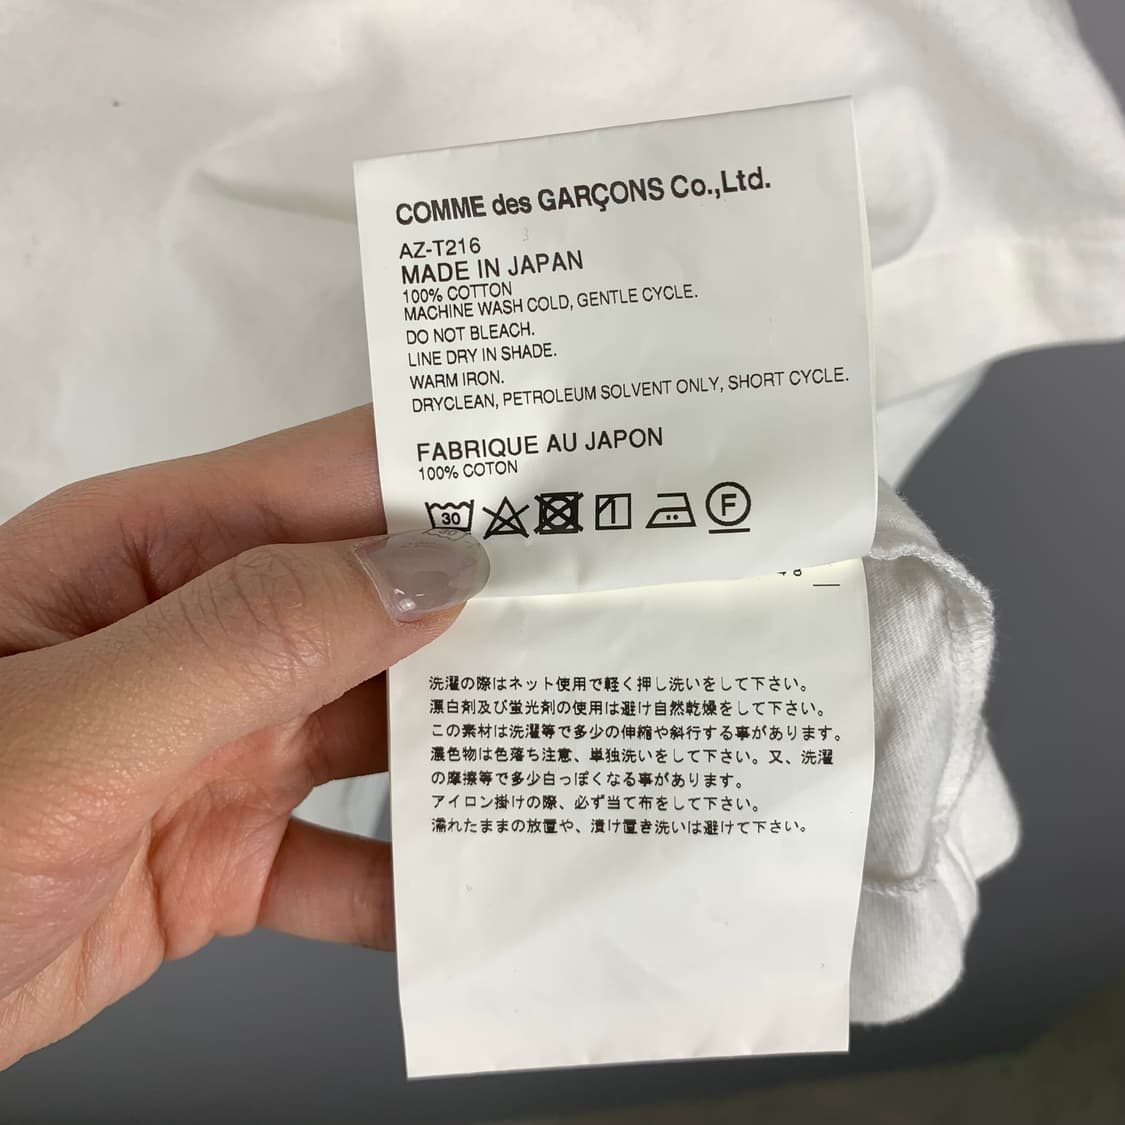 COMME des GARÇONS Co.,Ltd.
AZ-T216
MADE IN JAPAN
100% COTTON
MACHINE WASH COLD, GENTLE CYCLE.
DO NOT BLEACH.
LINE DRY IN SHADE.
WARM IRON.
DRYCLEAN, PETROLEUM SOLVENT ONLY, SHORT CYCLE.
FABRIQUE AU JAPON
100% COTON
30 F
洗濯の際はネット使用で軽く押し洗いをして下さい。
漂白剤及び蛍光剤の使用は避け自然乾燥をして下さい。
この素材は洗濯等で多少の伸縮や斜行する事があります。
濃色物は色落ち注意、単独洗いをして下さい。又、洗濯
の摩擦等で多少白っぽくなる事があります。
アイロン掛けの際、必ず当て布をして下さい。
濡れたままの放置や、漬け置き洗いは避けて下さい。